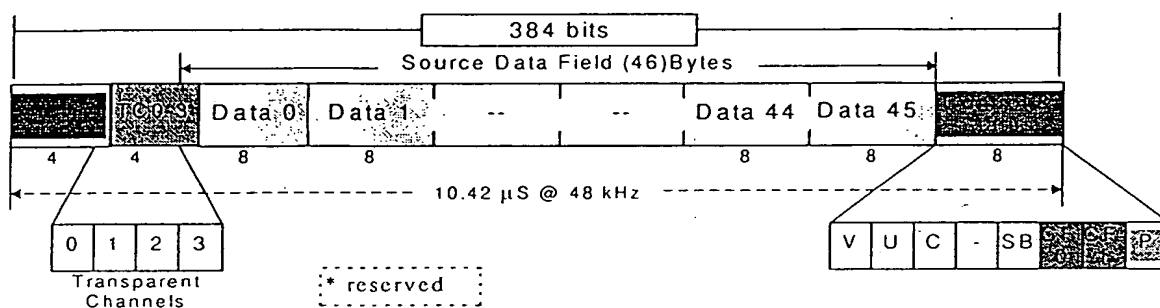 384 bits
Source Data Field (46)Bytes
TC0-3 Data 0 Data 1 -- -- Data 44 Data 45
4 4 8 8 8 8 8
10.42 µS @ 48 kHz
0 1 2 3
V U C - SB P
Transparent
Channels
* reserved